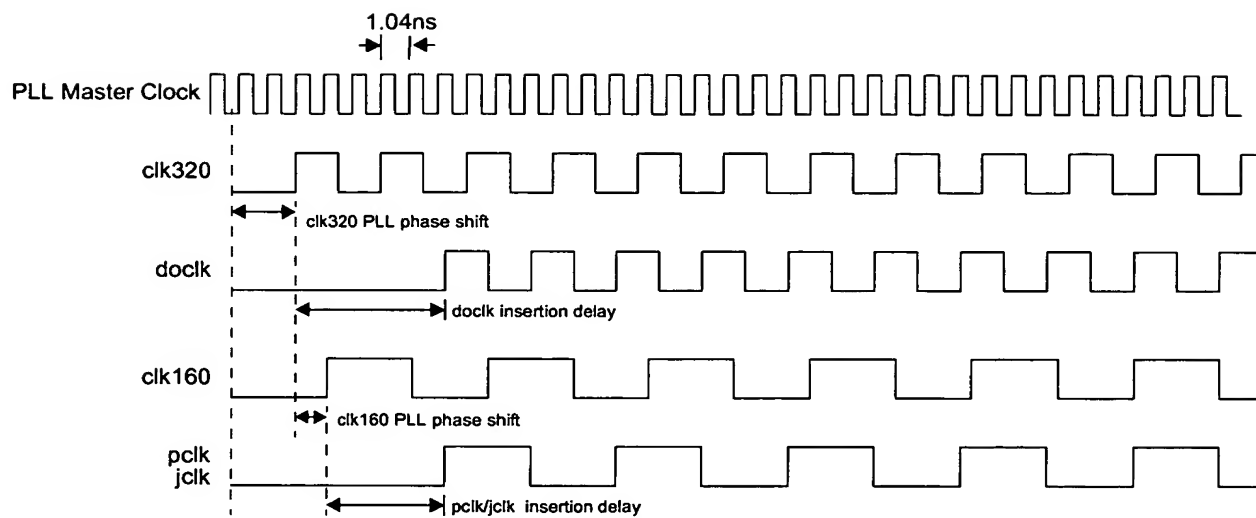 1.04ns
PLL Master Clock
clk320
clk320 PLL phase shift
doclk
doclk insertion delay
clk160
clk160 PLL phase shift
pclk
jclk
pclk/jclk insertion delay